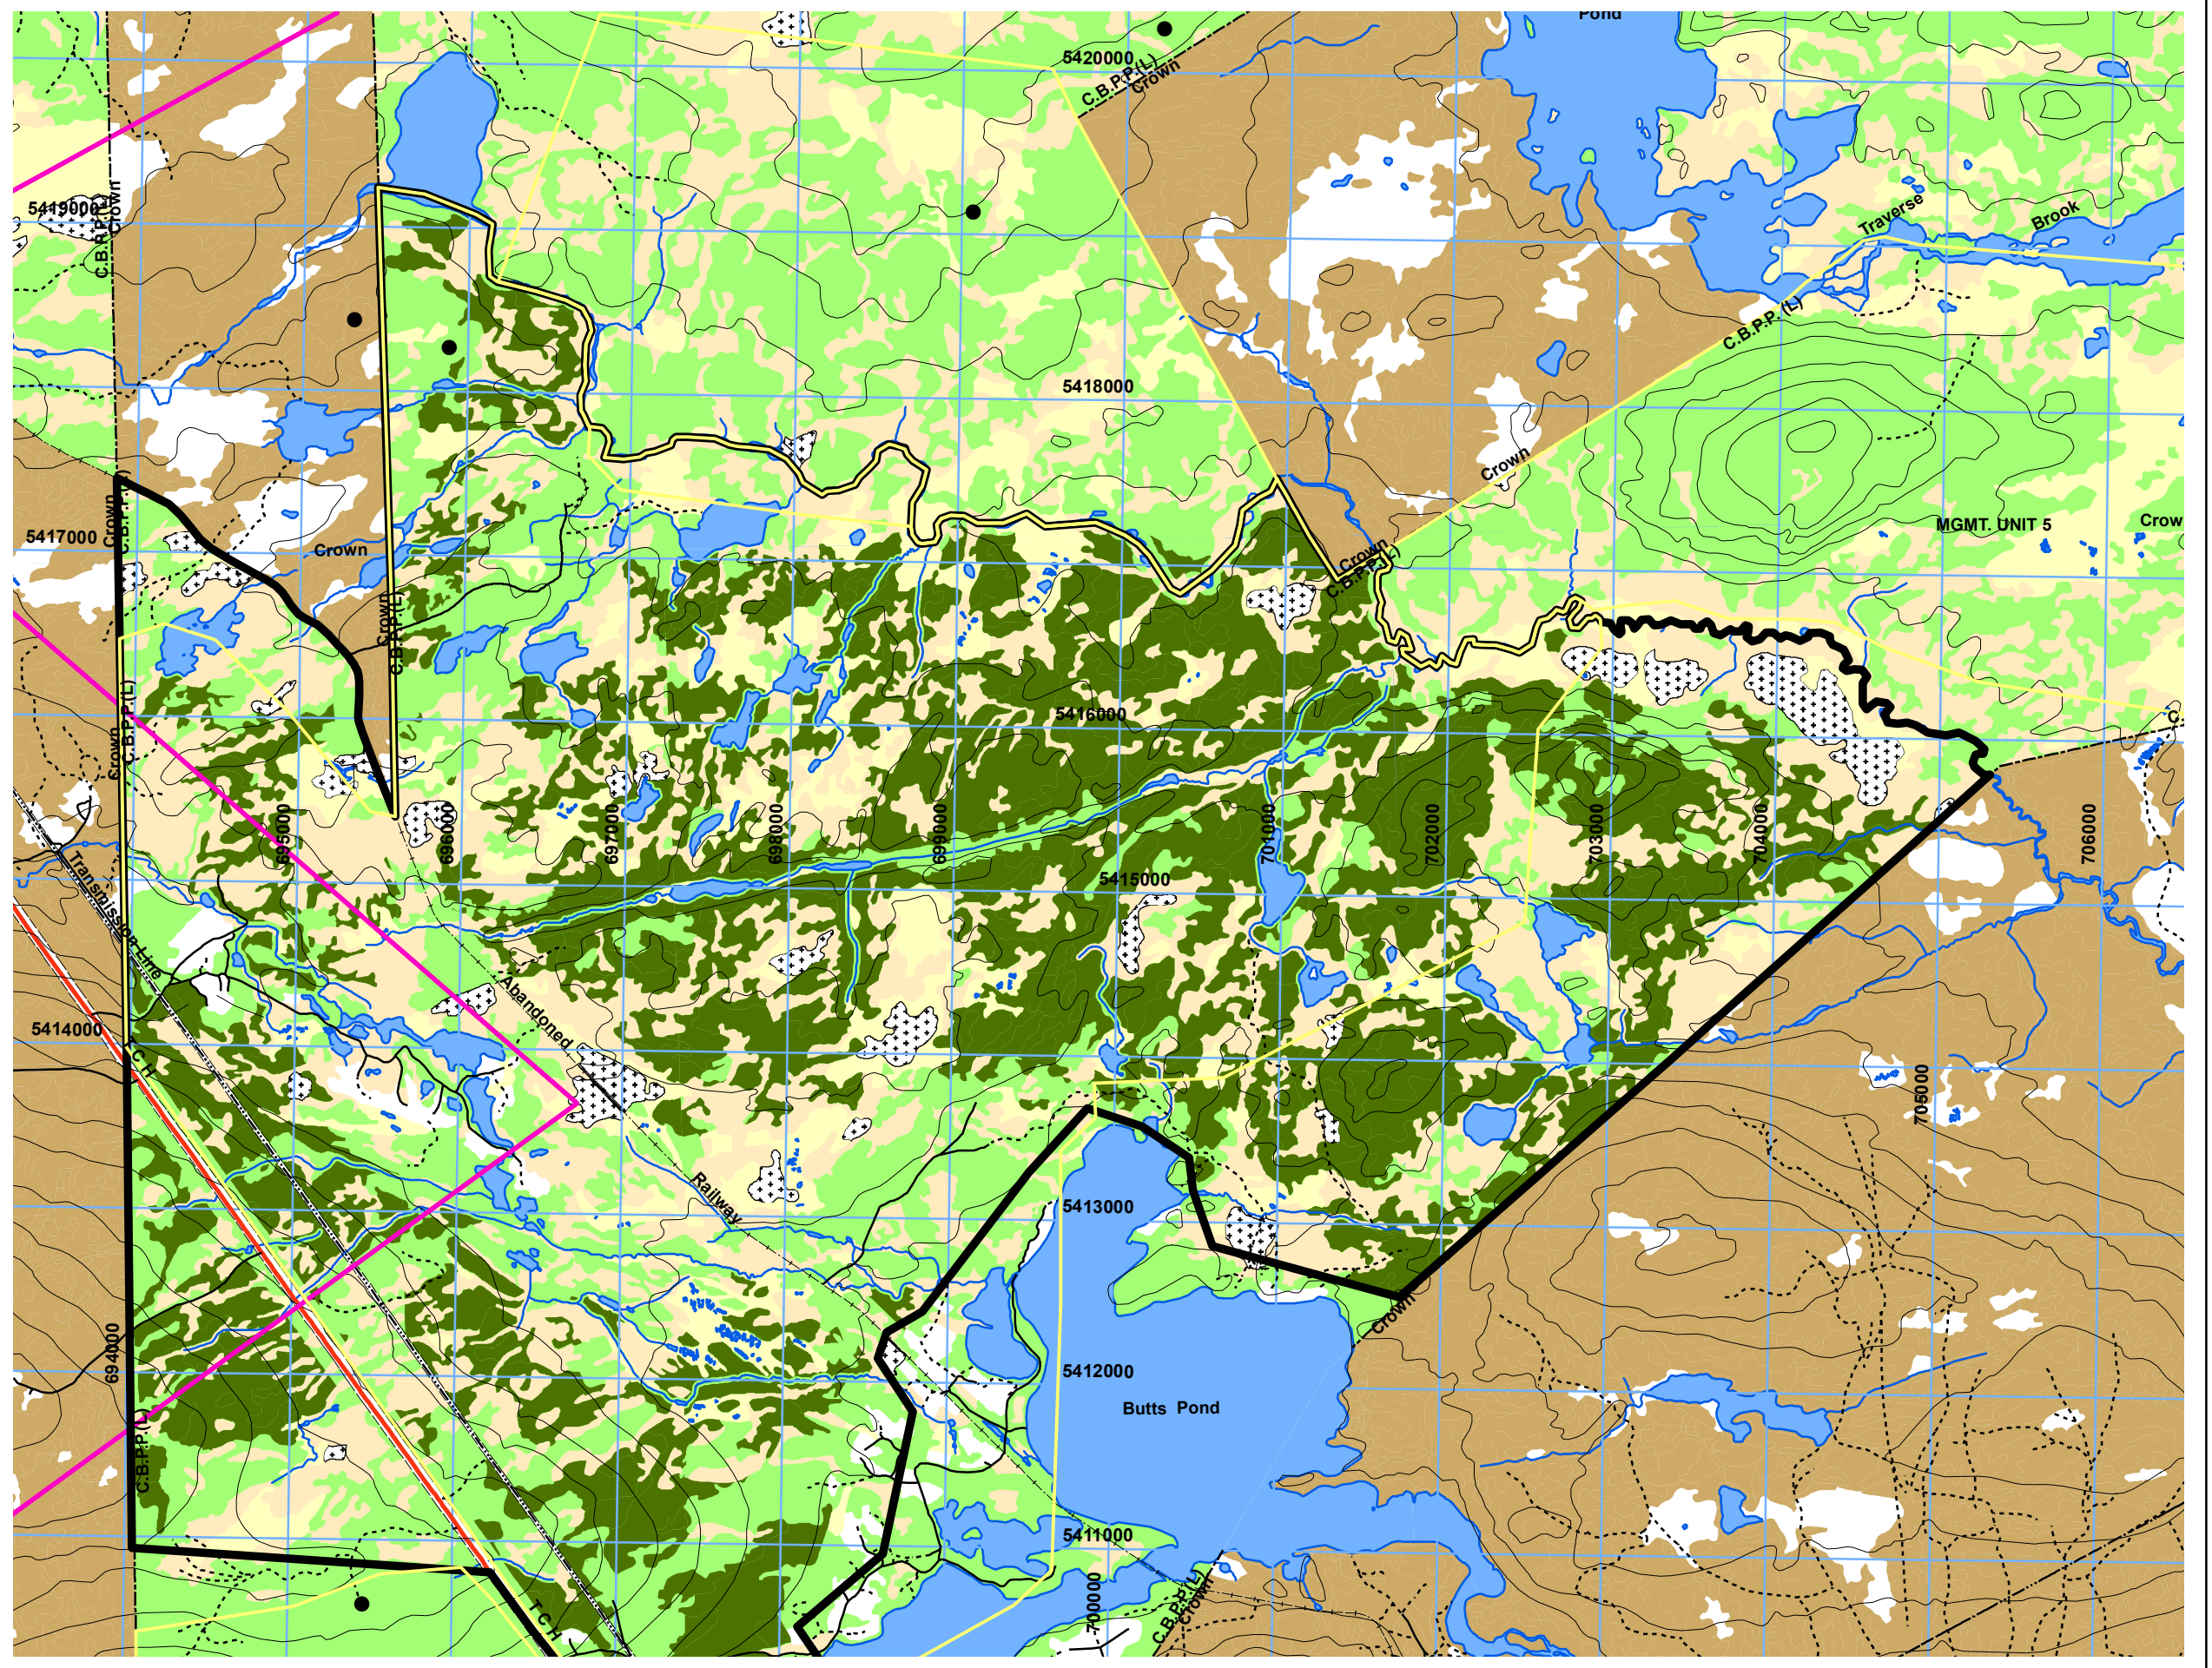 Pond
5420000
C.B.P.P.(L)
Crown
5419000
C.B.P.P.(L)
Crown
Traverse
Brook
C.B.P.P. (L)
5418000
Crown
MGMT. UNIT 5
Crow
5417000
Crown
C.B.P.P.(L)
Crown
Crown
C.B.P.P.(L)
Crown
C.B.P.P.(L)
5416000
C.
Crown
C.B.P.P.(L)
695000
696000
697000
698000
699000
701000
702000
703000
704000
706000
5415000
Transmission Line
Abandoned
5414000
T C H
705000
Railway
5413000
Crown
694000
5412000
Butts Pond
C.B.P.P.(L)
5411000
700000
C.B.P.P.(L)
Crown
T C H